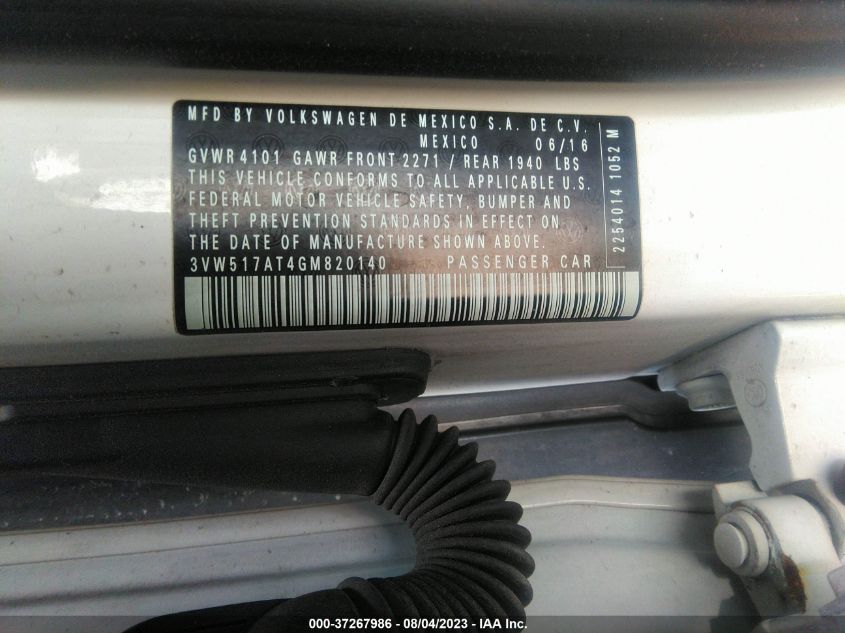 MFD BY VOLKSWAGEN DE MEXICO S.A. DE C.V.
MEXICO 06/16
GVWR 4101 GAWR FRONT 2271 / REAR 1940 LBS
THIS VEHICLE CONFORMS TO ALL APPLICABLE U.S.
FEDERAL MOTOR VEHICLE SAFETY, BUMPER AND
THEFT PREVENTION STANDARDS IN EFFECT ON
THE DATE OF MANUFACTURE SHOWN ABOVE.
3VW517AT4GM820140 PASSENGER CAR
2254014 1052 M
000-37267986 - 08/04/2023 - IAA Inc.